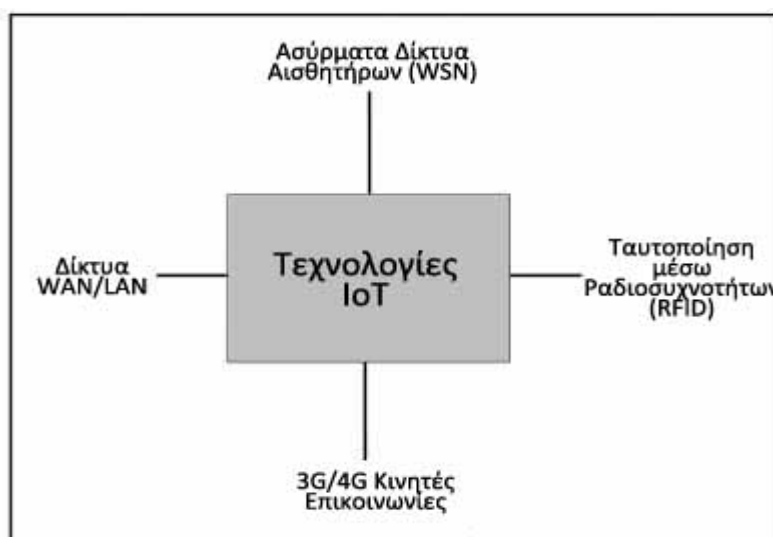 Ασύρματα Δίκτυα
Αισθητήρων (WSN)
Δίκτυα
WAN/LAN
Τεχνολογίες
IoT
Ταυτοποίηση
μέσω
Ραδιοσυχνοτήτων
(RFID)
3G/4G Κινητές
Επικοινωνίες